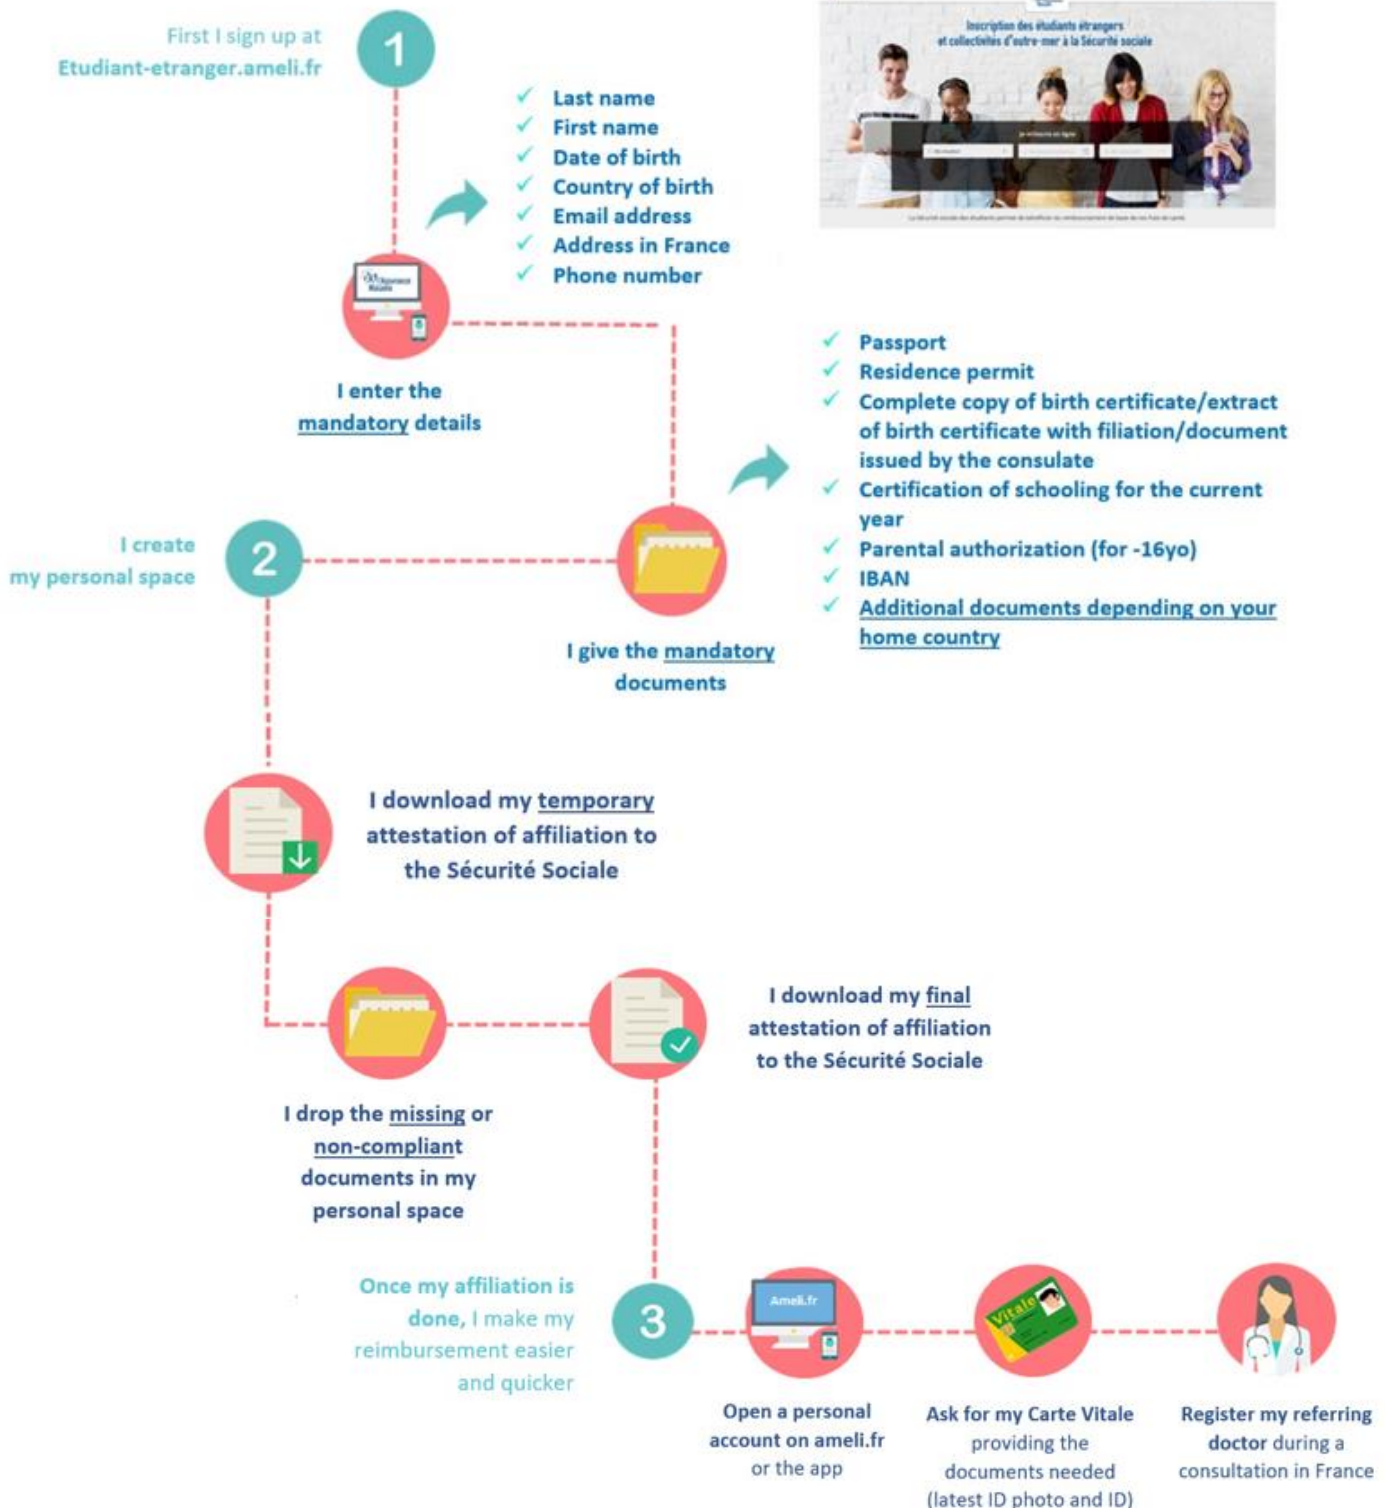 First I sign up at
Etudiant-etranger.ameli.fr
1
Inscription des étudiants étrangers
et collectivités d'outre-mer à la Sécurité sociale
Last name
First name
Date of birth
Country of birth
Email address
Address in France
Phone number
l'Assurance
Maladie
I enter the
mandatory details
Passport
Residence permit
Complete copy of birth certificate/extract
of birth certificate with filiation/document
issued by the consulate
Certification of schooling for the current
year
Parental authorization (for -16yo)
IBAN
Additional documents depending on your
home country
I create
my personal space
2
I give the mandatory
documents
I download my temporary
attestation of affiliation to
the Sécurité Sociale
I download my final
attestation of affiliation
to the Sécurité Sociale
I drop the missing or
non-compliant
documents in my
personal space
Once my affiliation is
done, I make my
reimbursement easier
and quicker
3
Ameli.fr
Vitale
Open a personal
account on ameli.fr
or the app
Ask for my Carte Vitale
providing the
documents needed
(latest ID photo and ID)
Register my referring
doctor during a
consultation in France